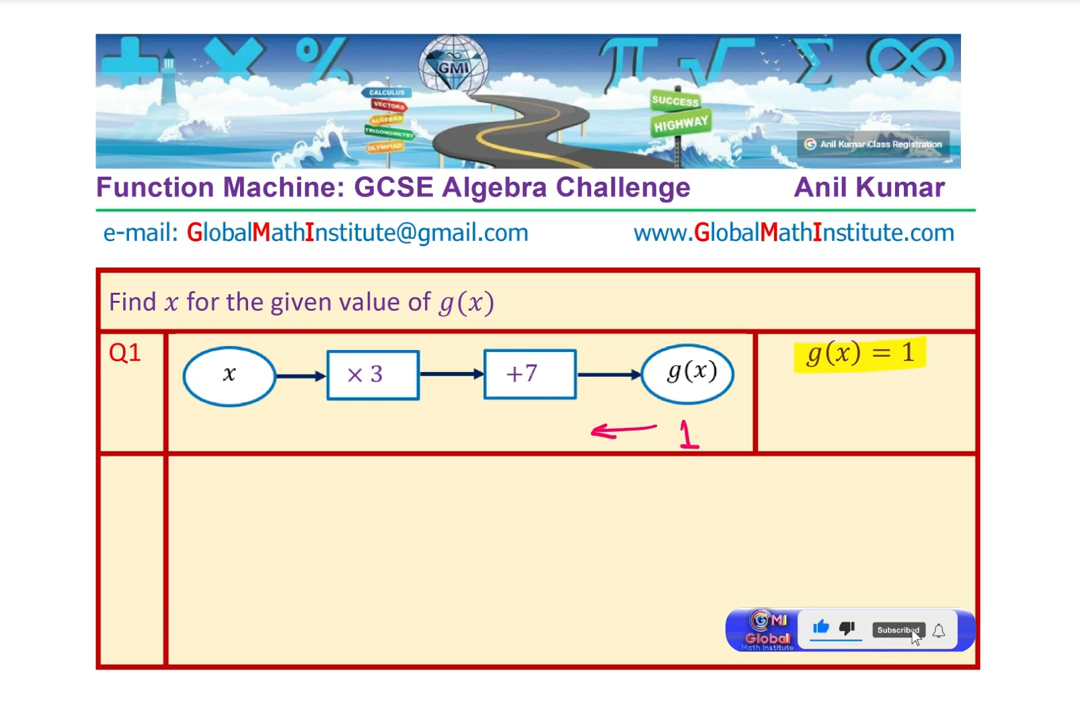 GMI
CALCULUS
VECTORS
ALGEBRA
TRIGONOMETRY
OLYMPIAD
SUCCESS
HIGHWAY
G Anil Kumar Class Registration
Function Machine: GCSE Algebra Challenge Anil Kumar
e-mail: GlobalMathInstitute@gmail.com www.GlobalMathInstitute.com
Find x for the given value of g(x)
Q1 x × 3 +7 g(x) g(x) = 1
← 1
GMI
Global
Math Institute
Subscribed